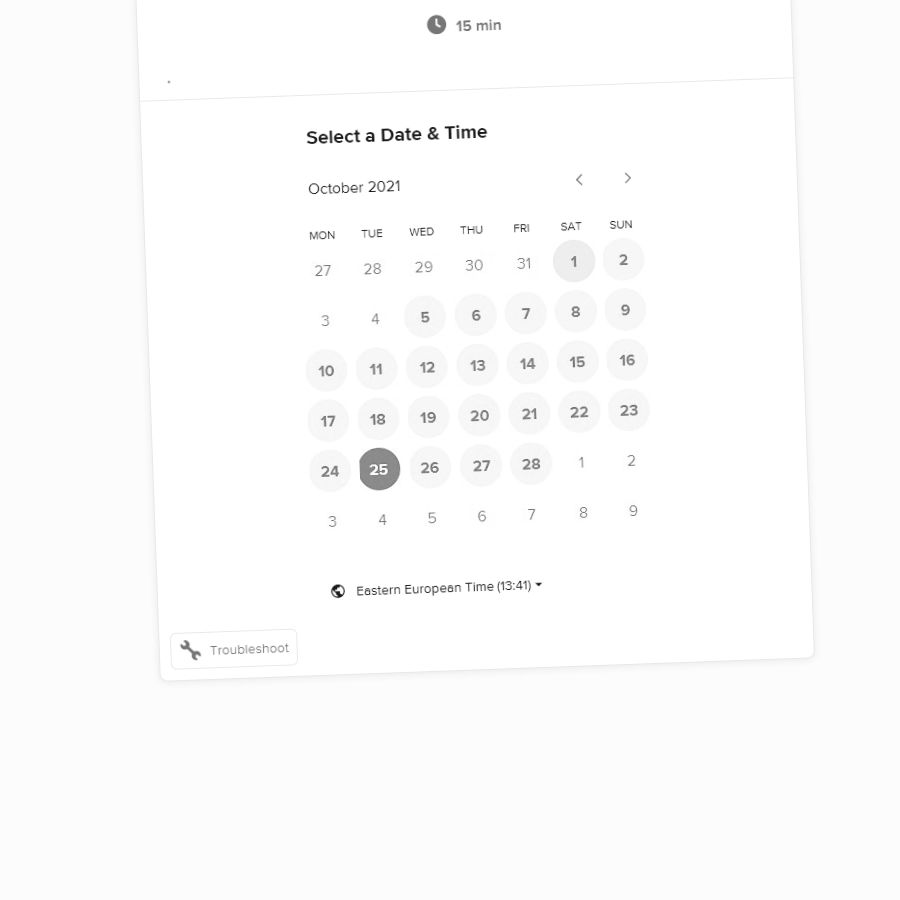 15 min
.
Select a Date & Time
October 2021
MON TUE WED THU FRI SAT SUN
27 28 29 30 31 1 2
3 4 5 6 7 8 9
10 11 12 13 14 15 16
17 18 19 20 21 22 23
24 25 26 27 28 1 2
3 4 5 6 7 8 9
Eastern European Time (13:41)
Troubleshoot